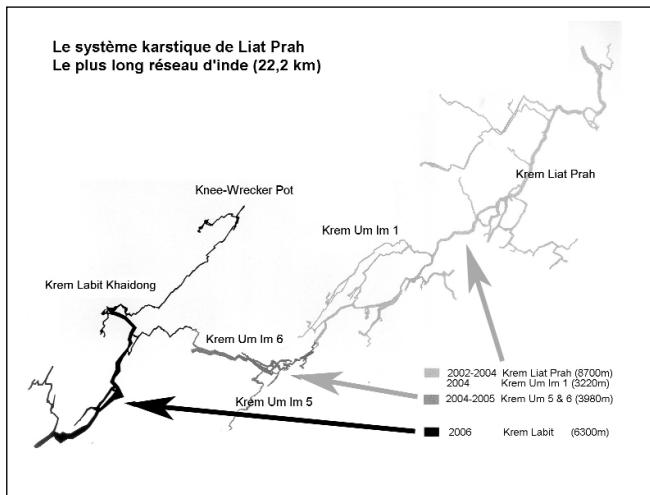 Le système karstique de Liat Prah
Le plus long réseau d'inde (22,2 km)
Krem Liat Prah
Knee-Wrecker Pot
Krem Um Im 1
Krem Labit Khaidong
Krem Um Im 6
Krem Um Im 5
2002-2004 Krem Liat Prah (8700m)
2004 Krem Um Im 1 (3220m)
2004-2005 Krem Um 5 & 6 (3980m)
2006 Krem Labit (6300m)